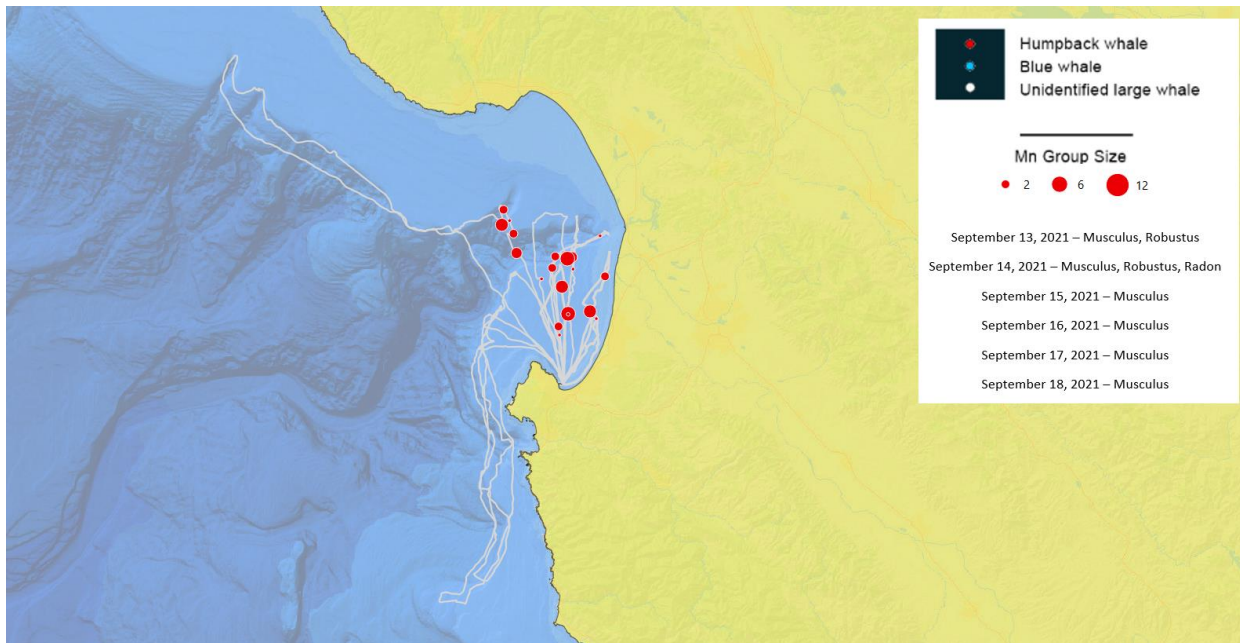 Humpback whale
Blue whale
Unidentified large whale
Mn Group Size
2 6 12
September 13, 2021 – Musculus, Robustus
September 14, 2021 – Musculus, Robustus, Radon
September 15, 2021 – Musculus
September 16, 2021 – Musculus
September 17, 2021 – Musculus
September 18, 2021 – Musculus